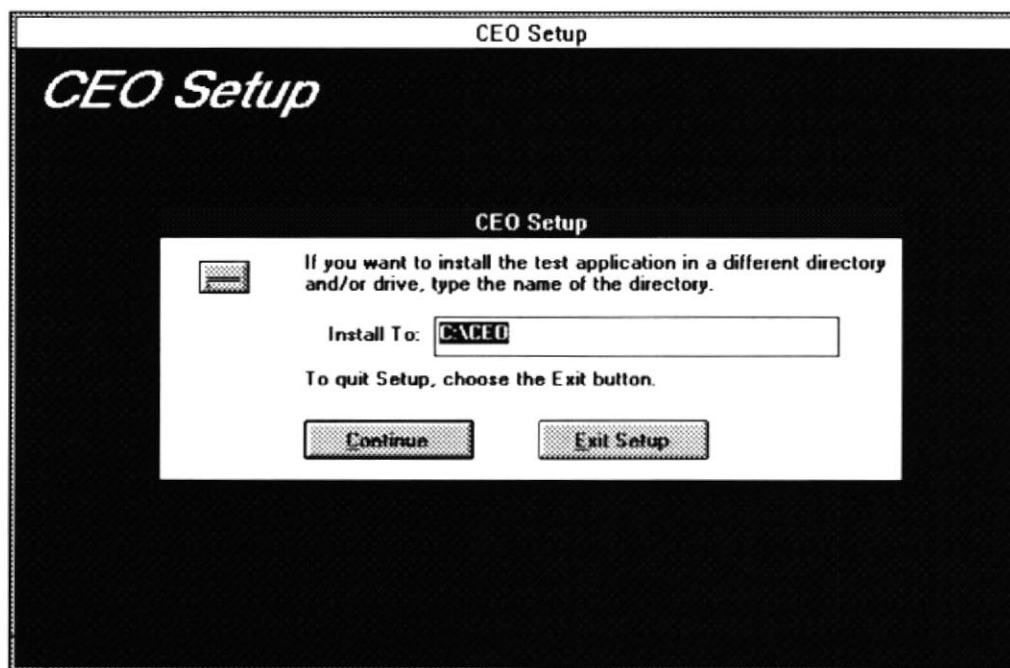 CEO Setup
CEO Setup
CEO Setup
If you want to install the test application in a different directory
and/or drive, type the name of the directory.
Install To: C:\CEO
To quit Setup, choose the Exit button.
Continue Exit Setup